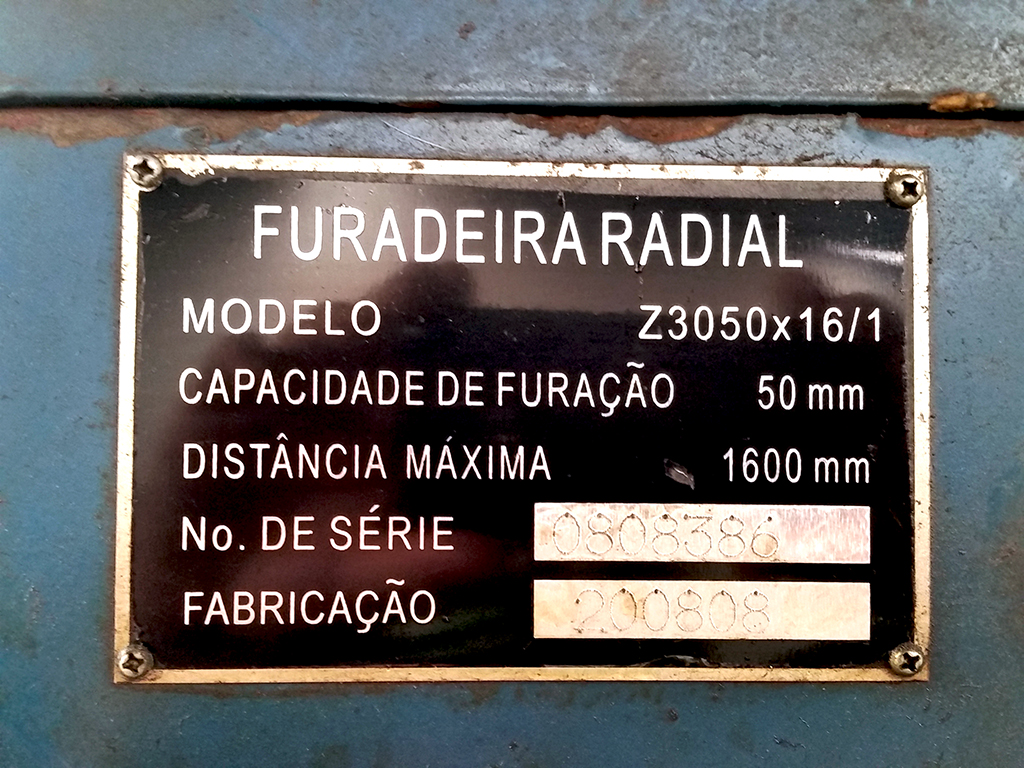 FURADEIRA RADIAL
MODELO Z3050x16/1
CAPACIDADE DE FURAÇÃO 50 mm
DISTÂNCIA MÁXIMA 1600 mm
No. DE SÉRIE 0808386
FABRICAÇÃO 200808